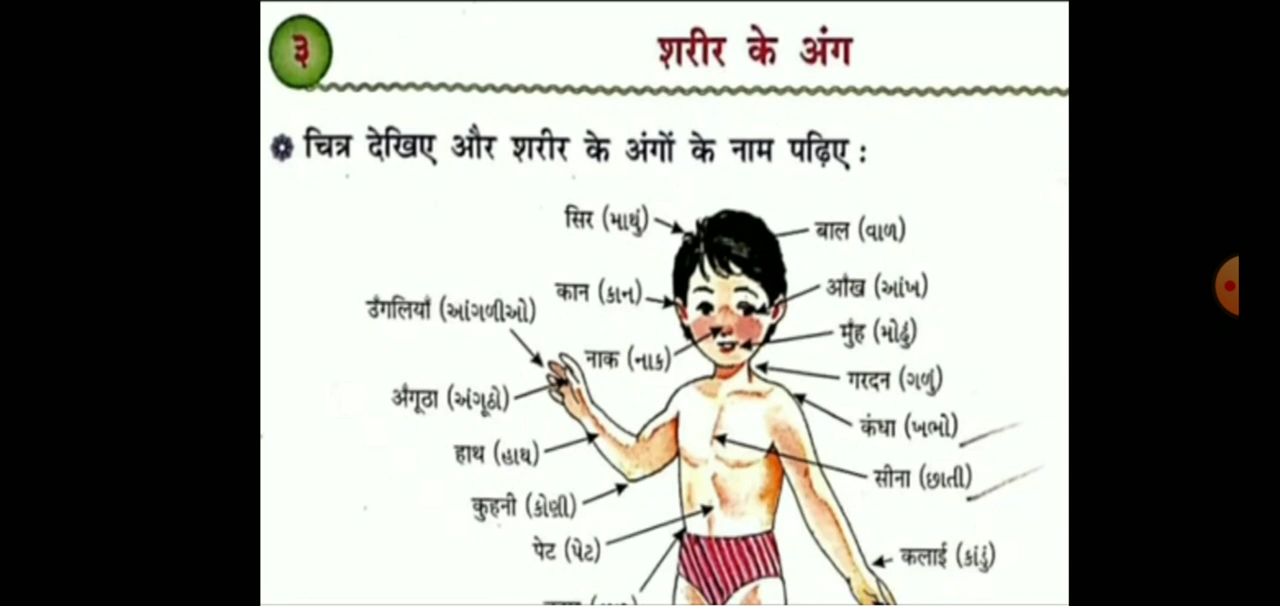 ३
शरीर के अंग
चित्र देखिए और शरीर के अंगों के नाम पढ़िए :
सिर (માથું)
बाल (વાળ)
कान (કાન)
आँख (આંખ)
उँगलियाँ (આંગળીઓ)
मुँह (મોઢું)
नाक (નાક)
गरदन (ગળું)
अँगूठा (અંગૂઠો)
कंधा (ખભો)
हाथ (હાથ)
सीना (છાતી)
कुहनी (કોણી)
पेट (પેટ)
कलाई (કાંડું)